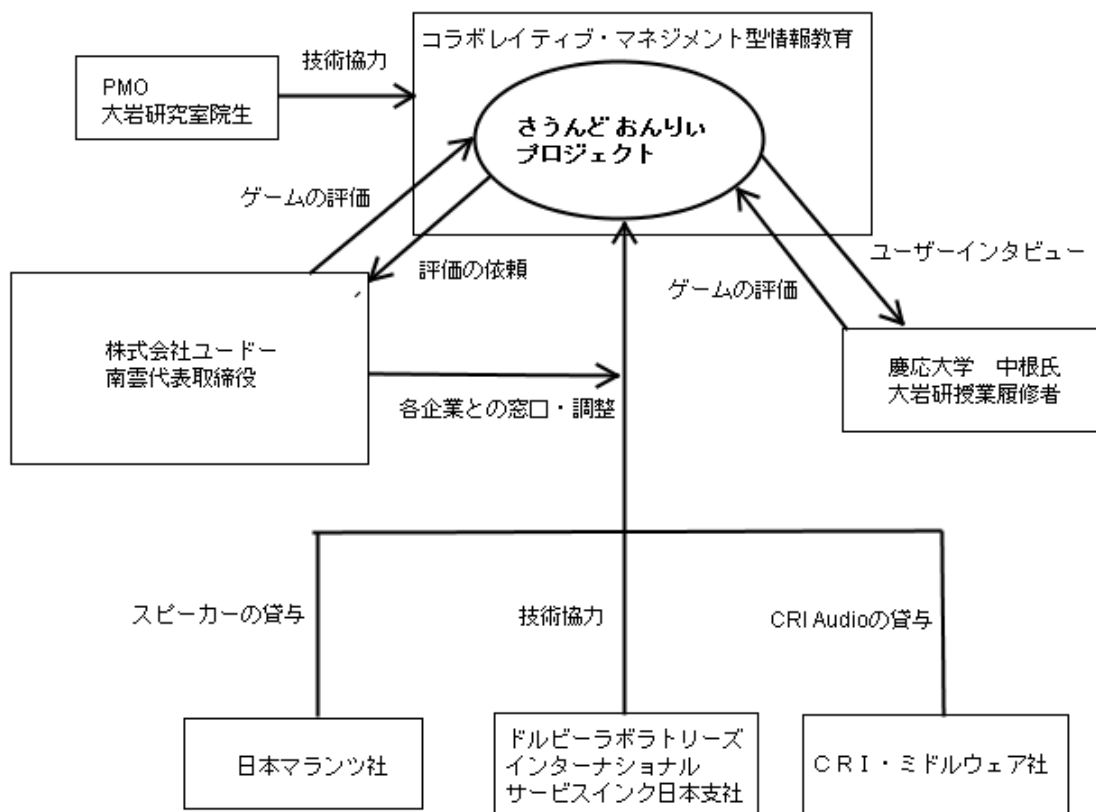 コラボレイティブ・マネジメント型情報教育
技術協力
PMO
大岩研究室院生
さうんど おんりぃ
プロジェクト
ゲームの評価
評価の依頼
ユーザーインタビュー
ゲームの評価
株式会社ユードー
南雲代表取締役
各企業との窓口・調整
慶応大学　中根氏
大岩研授業履修者
スピーカーの貸与
技術協力
CRI Audioの貸与
日本マランツ社
ドルビーラボラトリーズ
インターナショナル
サービスインク日本支社
ＣＲＩ・ミドルウェア社